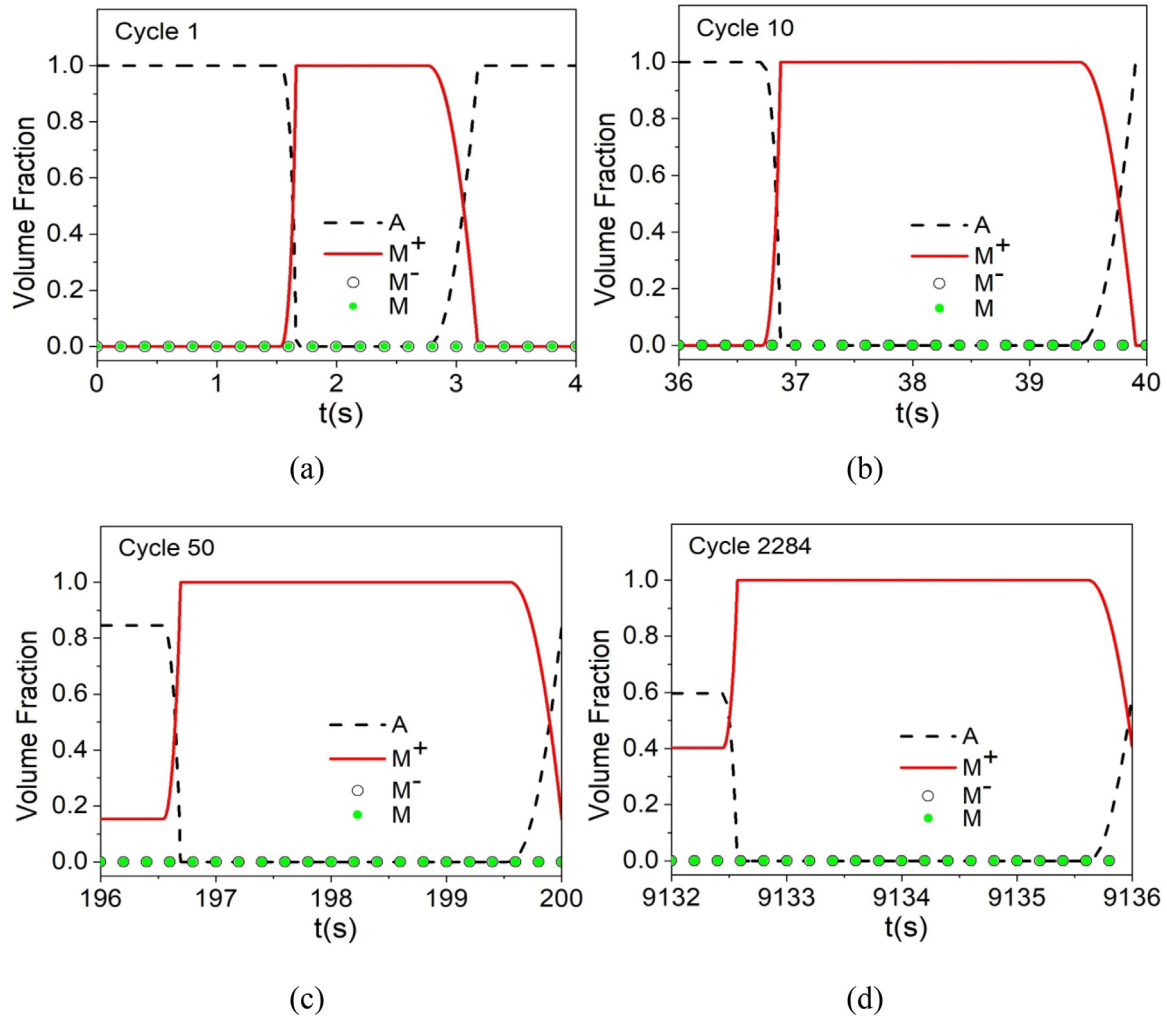 Cycle 1
1.0
0.8
0.6
0.4
0.2
0.0
Volume Fraction
A
M+
M-
M
0 1 2 3 4
t(s)
(a)
Cycle 10
1.0
0.8
0.6
0.4
0.2
0.0
Volume Fraction
A
M+
M-
M
36 37 38 39 40
t(s)
(b)
Cycle 50
1.0
0.8
0.6
0.4
0.2
0.0
Volume Fraction
A
M+
M-
M
196 197 198 199 200
t(s)
(c)
Cycle 2284
1.0
0.8
0.6
0.4
0.2
0.0
Volume Fraction
A
M+
M-
M
9132 9133 9134 9135 9136
t(s)
(d)